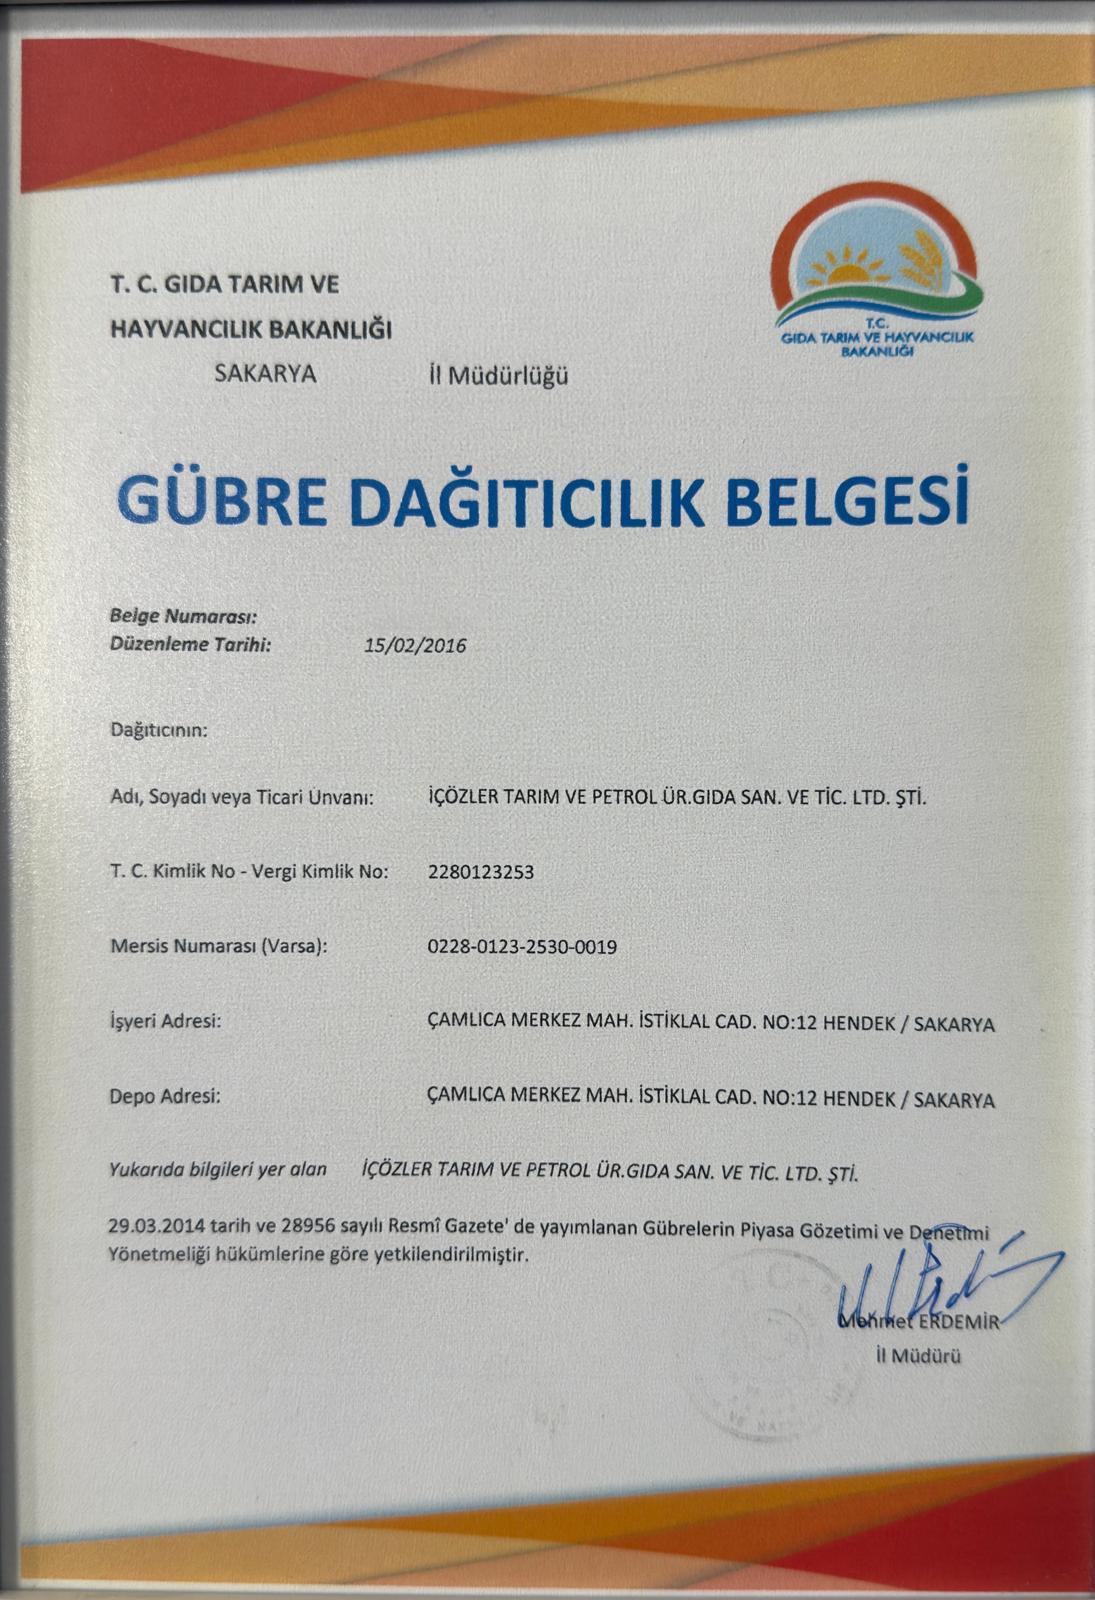 T. C. GIDA TARIM VE
HAYVANCILIK BAKANLIĞI
SAKARYA İl Müdürlüğü
T.C.
GIDA TARIM VE HAYVANCILIK
BAKANLIĞI
GÜBRE DAĞITICILIK BELGESİ
Belge Numarası:
Düzenleme Tarihi: 15/02/2016
Dağıtıcının:
Adı, Soyadı veya Ticari Unvanı: İÇÖZLER TARIM VE PETROL ÜR.GIDA SAN. VE TİC. LTD. ŞTİ.
T. C. Kimlik No - Vergi Kimlik No: 2280123253
Mersis Numarası (Varsa): 0228-0123-2530-0019
İşyeri Adresi: ÇAMLICA MERKEZ MAH. İSTİKLAL CAD. NO:12 HENDEK / SAKARYA
Depo Adresi: ÇAMLICA MERKEZ MAH. İSTİKLAL CAD. NO:12 HENDEK / SAKARYA
Yukarıda bilgileri yer alan İÇÖZLER TARIM VE PETROL ÜR.GIDA SAN. VE TİC. LTD. ŞTİ.
29.03.2014 tarih ve 28956 sayılı Resmî Gazete' de yayımlanan Gübrelerin Piyasa Gözetimi ve Denetimi
Yönetmeliği hükümlerine göre yetkilendirilmiştir.
Mehmet ERDEMİR
İl Müdürü